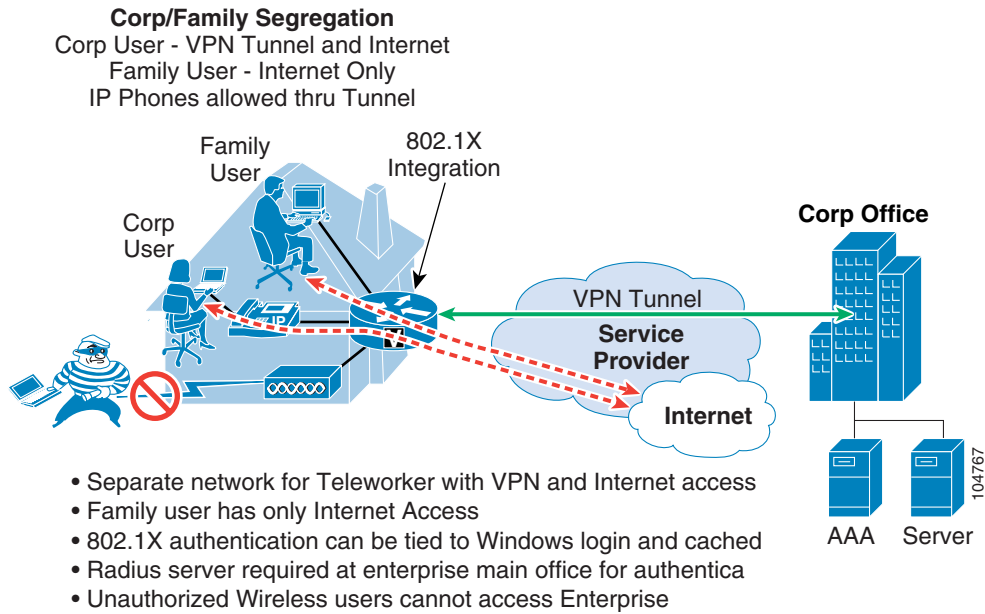 Corp/Family Segregation
Corp User - VPN Tunnel and Internet
Family User - Internet Only
IP Phones allowed thru Tunnel
Family
User
802.1X
Integration
Corp
User
Corp Office
IP
V
VPN Tunnel
Service
Provider
Internet
AAA
Server
104767
• Separate network for Teleworker with VPN and Internet access
• Family user has only Internet Access
• 802.1X authentication can be tied to Windows login and cached
• Radius server required at enterprise main office for authentica
• Unauthorized Wireless users cannot access Enterprise